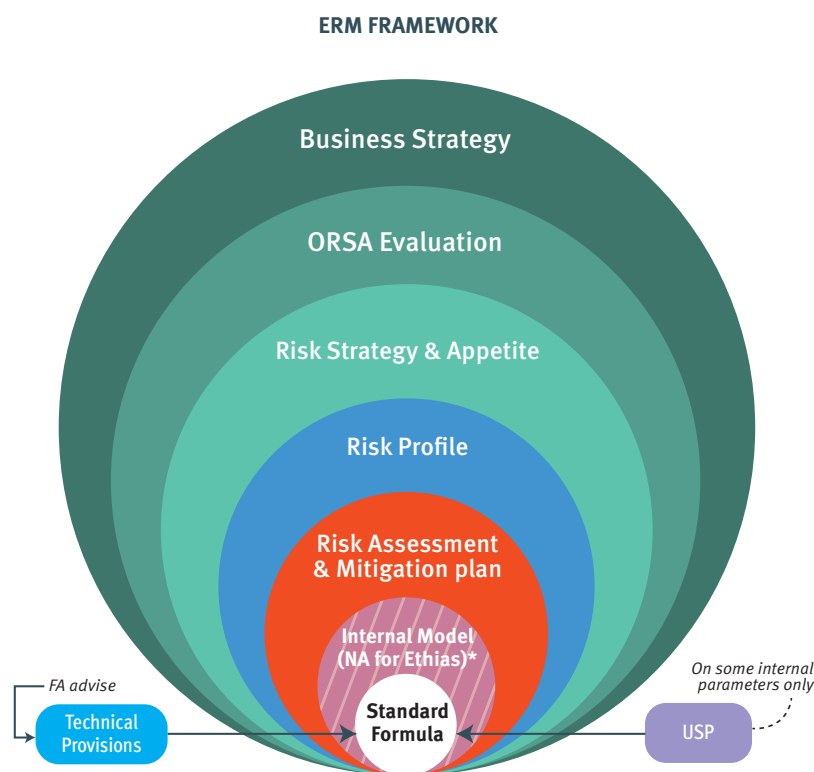 ERM FRAMEWORK
Business Strategy
ORSA Evaluation
Risk Strategy & Appetite
Risk Profile
Risk Assessment
& Mitigation plan
Internal Model
(NA for Ethias)*
Standard
Formula
FA advise
Technical
Provisions
On some internal
parameters only
USP